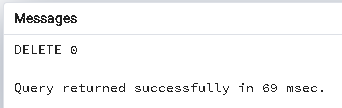 Messages
DELETE 0
Query returned successfully in 69 msec.